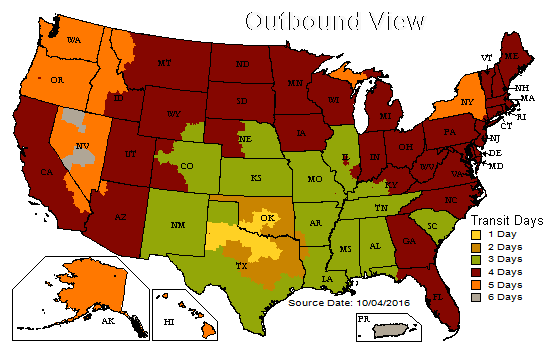 Outbound View
WA
MT
ND
MN
VT
ME
OR
ID
SD
WI
MI
NY
NH
MA
WY
RI
CT
NV
NE
IA
PA
NJ
UT
CO
IL
IN
OH
DE
MD
CA
KS
MO
KY
WV
VA
AZ
NM
OK
AR
TN
NC
SC
TX
MS
AL
GA
LA
FL
AK
HI
PR
Transit Days
1 Day
2 Days
3 Days
4 Days
5 Days
6 Days
Source Date: 10/04/2016